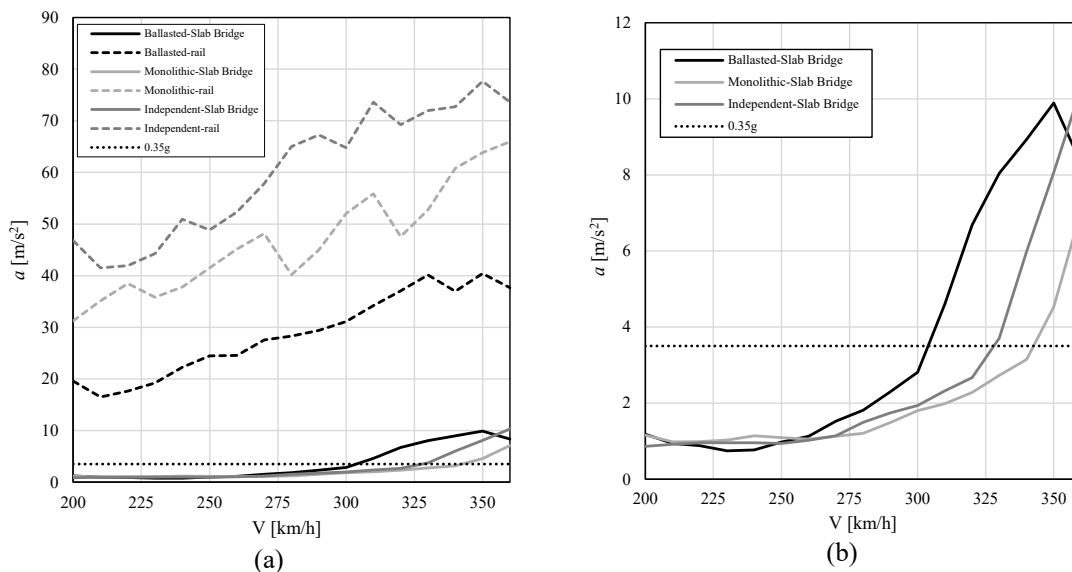 90
80
70
60
50
40
30
20
10
0
a [m/s²]
Ballasted-Slab Bridge
Ballasted-rail
Monolithic-Slab Bridge
Monolithic-rail
Independent-Slab Bridge
Independent-rail
0.35g
200 225 250 275 300 325 350
V [km/h]
(a)
12
10
8
6
4
2
0
a [m/s²]
Ballasted-Slab Bridge
Monolithic-Slab Bridge
Independent-Slab Bridge
0.35g
200 225 250 275 300 325 350
V [km/h]
(b)